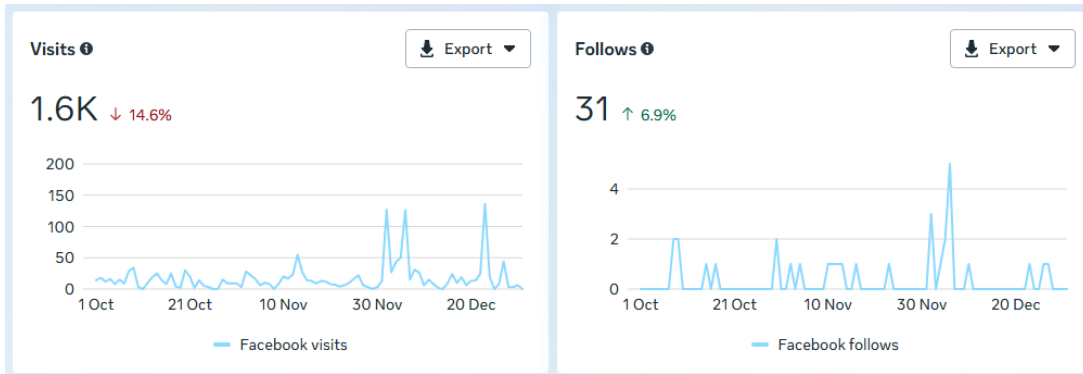 Visits
Export
1.6K ↓ 14.6%
200
150
100
50
0
1 Oct 21 Oct 10 Nov 30 Nov 20 Dec
Facebook visits
Follows
Export
31 ↑ 6.9%
4
2
0
1 Oct 21 Oct 10 Nov 30 Nov 20 Dec
Facebook follows